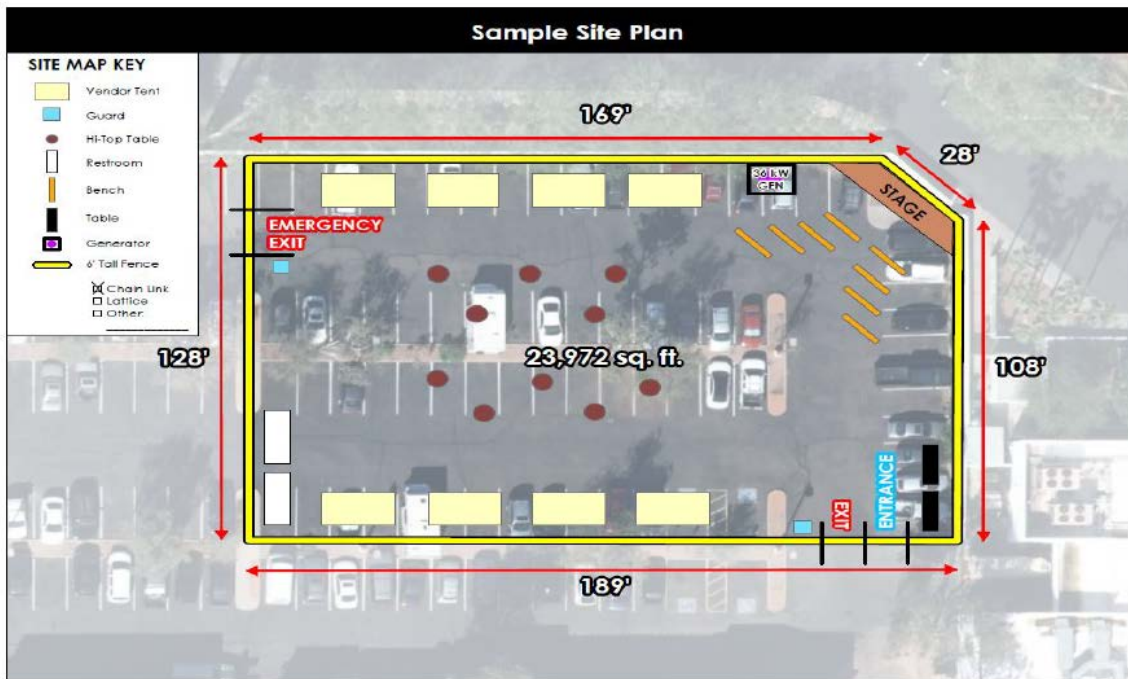 Sample Site Plan
SITE MAP KEY
Vendor Tent
Guard
Hi-Top Table
Restroom
Bench
Table
Generator
6' Tall Fence
Chain Link
Lattice
Other:
169'
28'
36 kW
GEN
STAGE
EMERGENCY
EXIT
128'
23,972 sq. ft.
108'
EXIT
ENTRANCE
189'